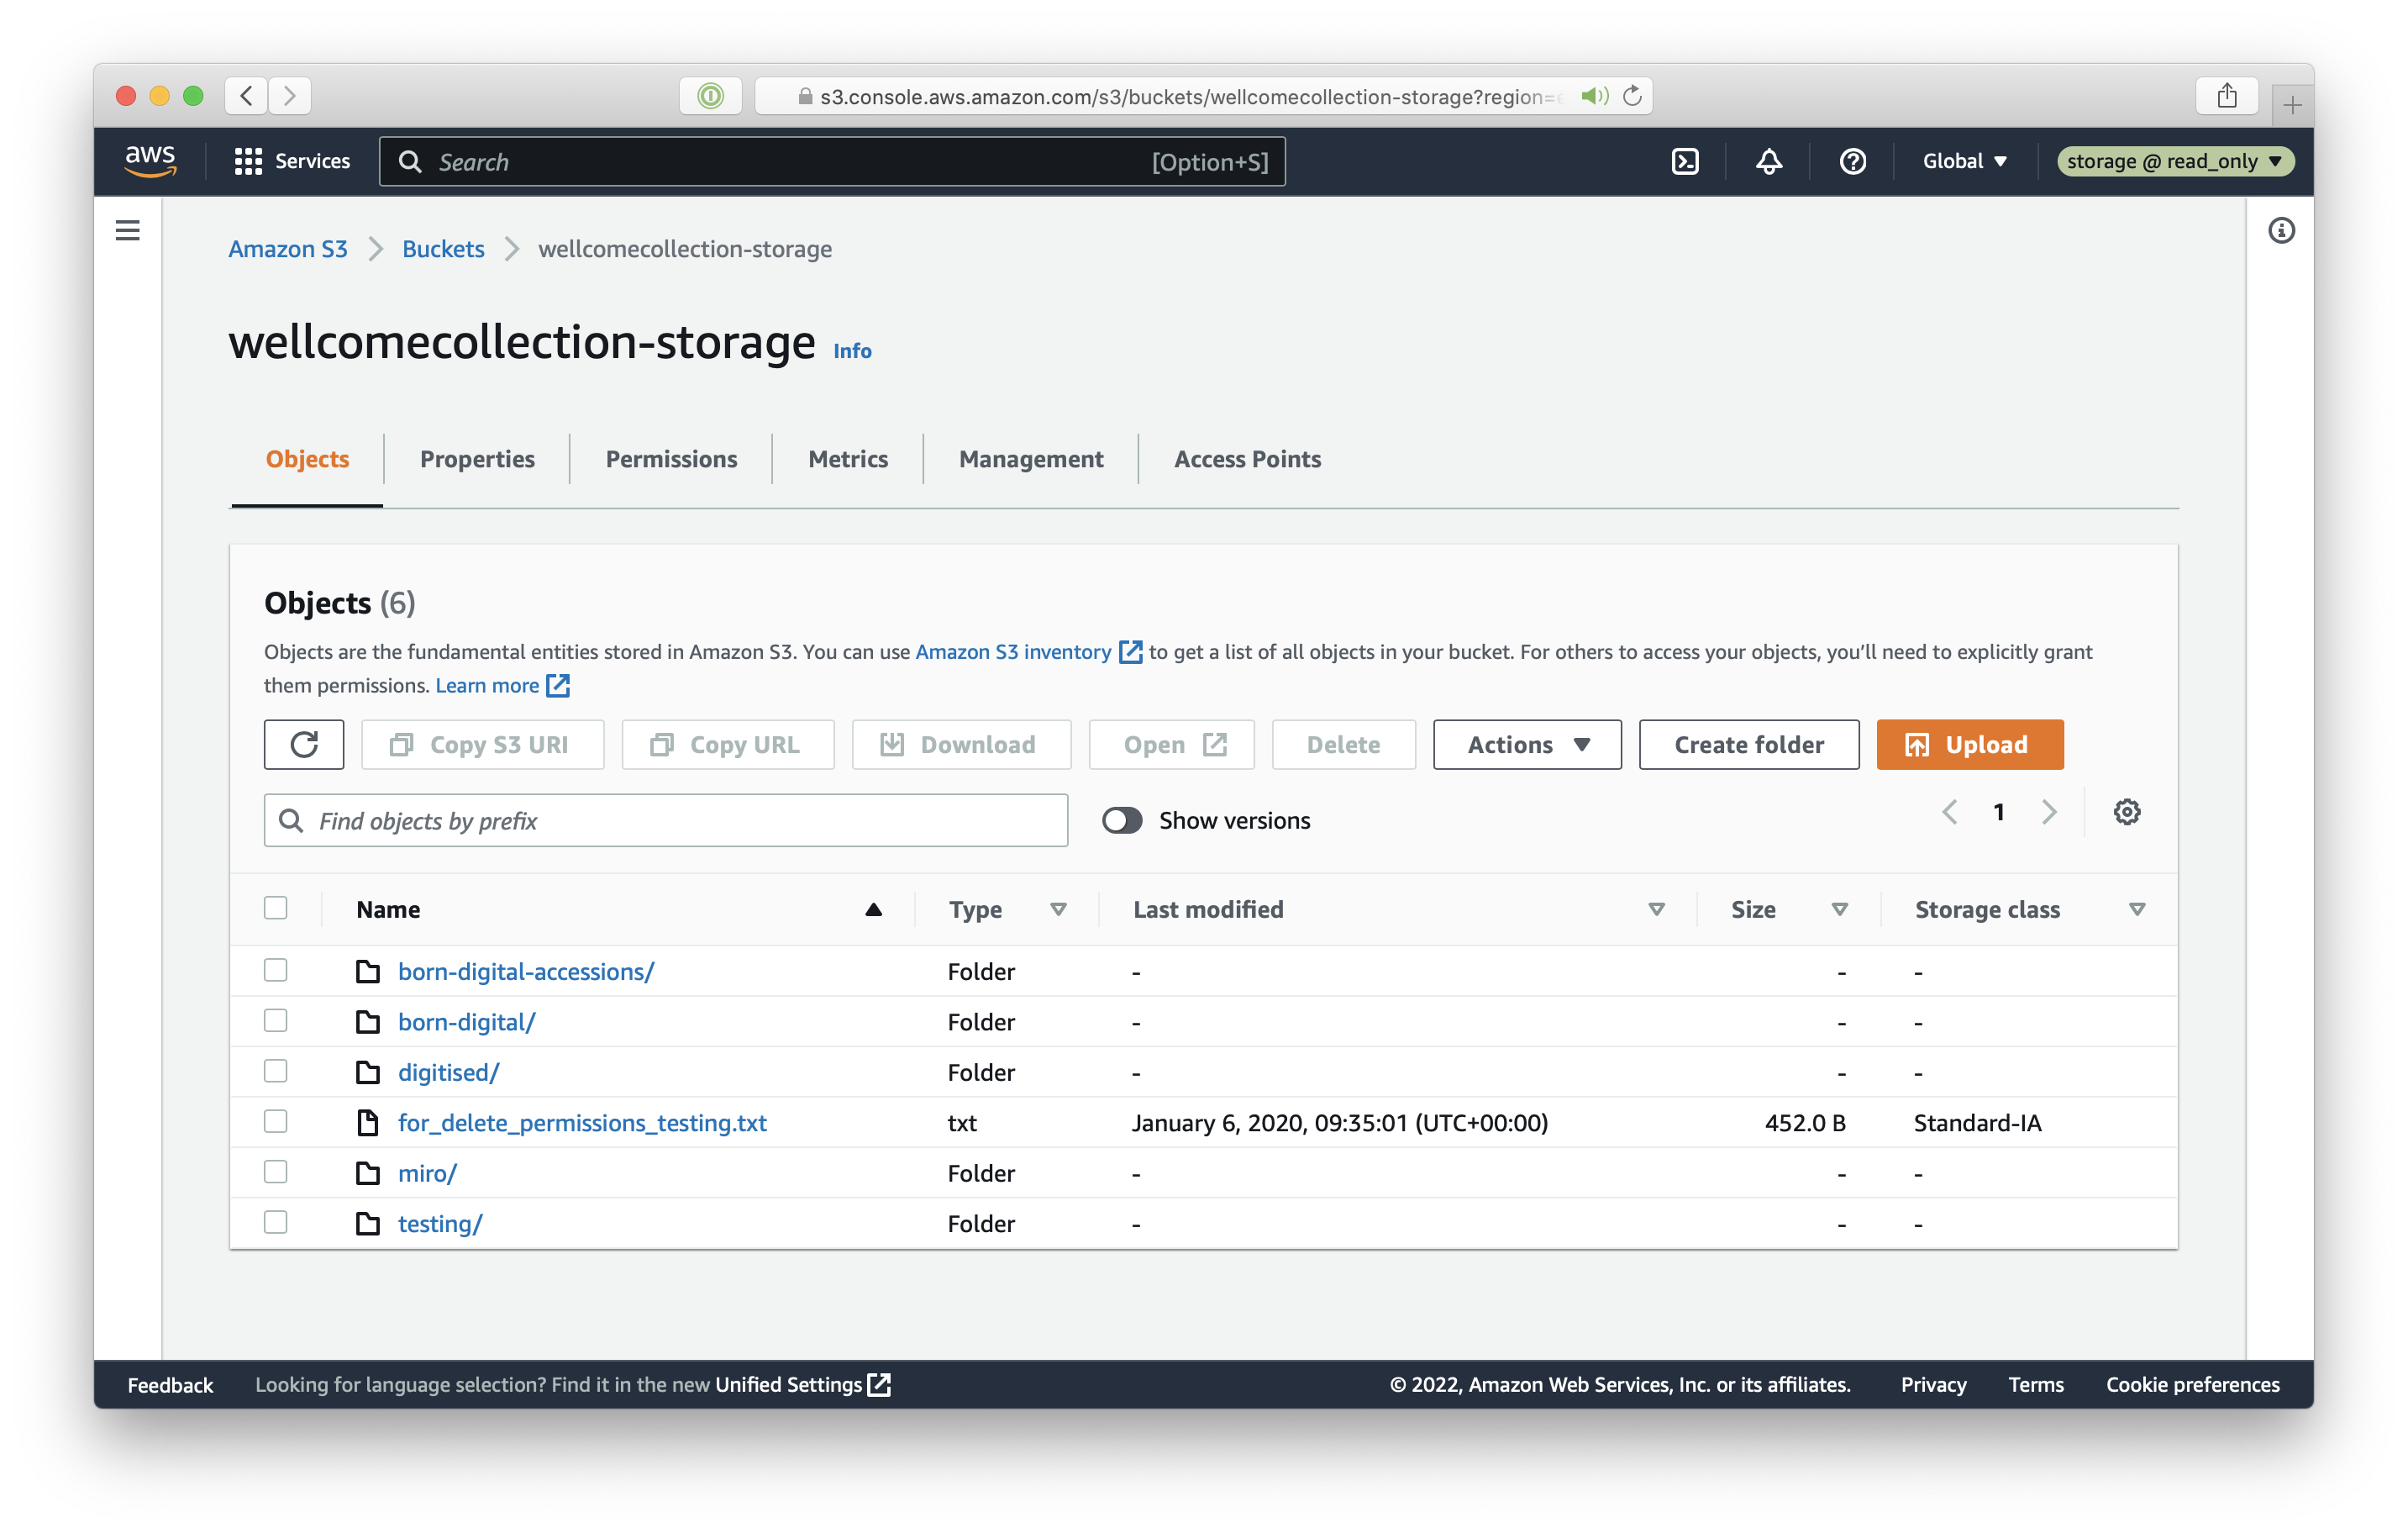 s3.console.aws.amazon.com/s3/buckets/wellcomecollection-storage?region=
aws Services Search [Option+S] Global storage @ read_only
Amazon S3 Buckets wellcomecollection-storage
wellcomecollection-storage Info
Objects Properties Permissions Metrics Management Access Points
Objects (6)
Objects are the fundamental entities stored in Amazon S3. You can use Amazon S3 inventory to get a list of all objects in your bucket. For others to access your objects, you’ll need to explicitly grant
them permissions. Learn more
Copy S3 URI Copy URL Download Open Delete Actions Create folder Upload
Find objects by prefix Show versions 1
Name Type Last modified Size Storage class
born-digital-accessions/ Folder - - -
born-digital/ Folder - - -
digitised/ Folder - - -
for_delete_permissions_testing.txt txt January 6, 2020, 09:35:01 (UTC+00:00) 452.0 B Standard-IA
miro/ Folder - - -
testing/ Folder - - -
Feedback Looking for language selection? Find it in the new Unified Settings © 2022, Amazon Web Services, Inc. or its affiliates. Privacy Terms Cookie preferences